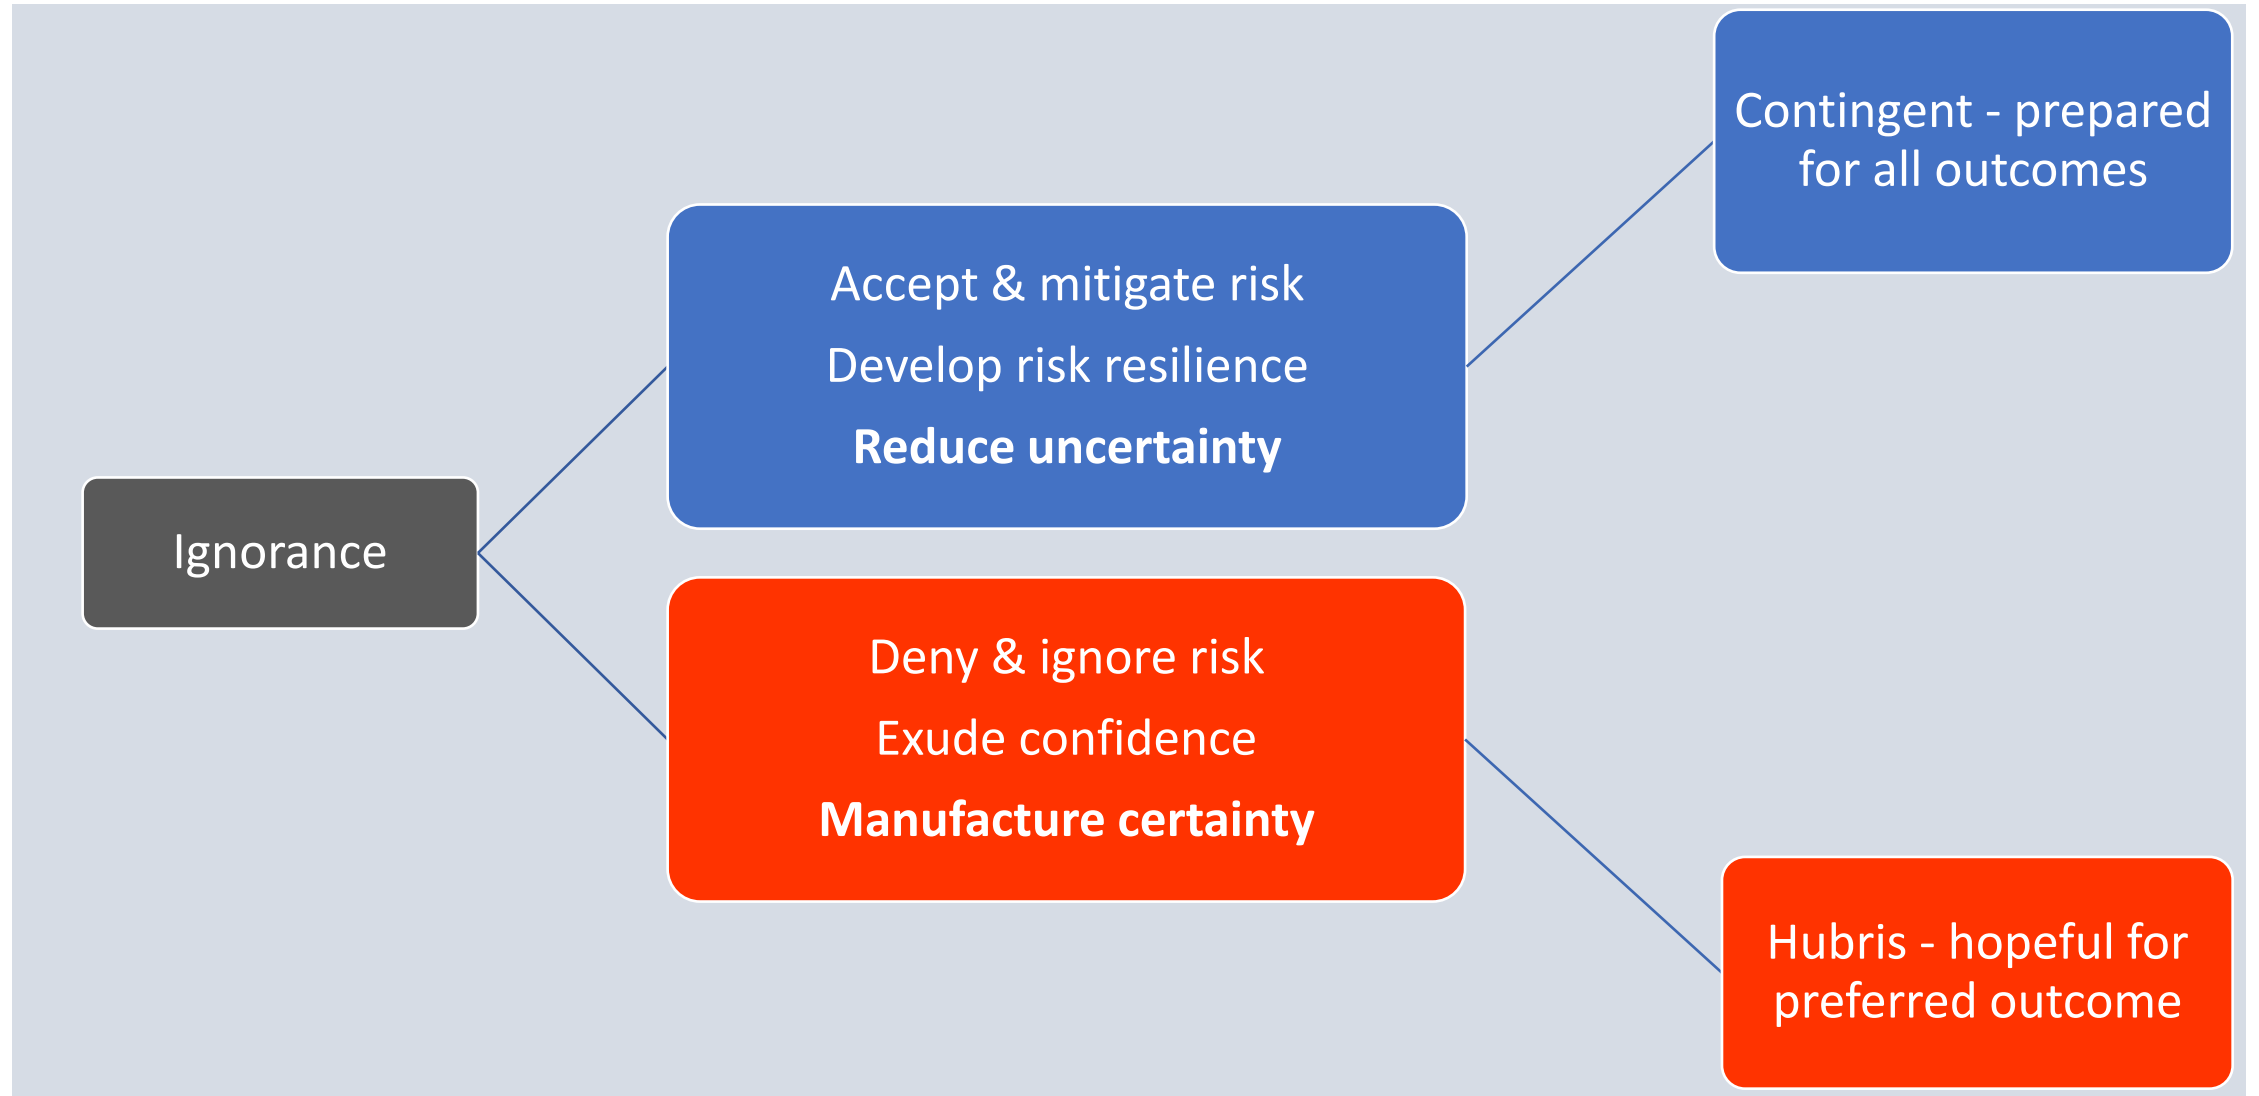 Ignorance
Accept & mitigate risk
Develop risk resilience
Reduce uncertainty
Contingent - prepared
for all outcomes
Deny & ignore risk
Exude confidence
Manufacture certainty
Hubris - hopeful for
preferred outcome